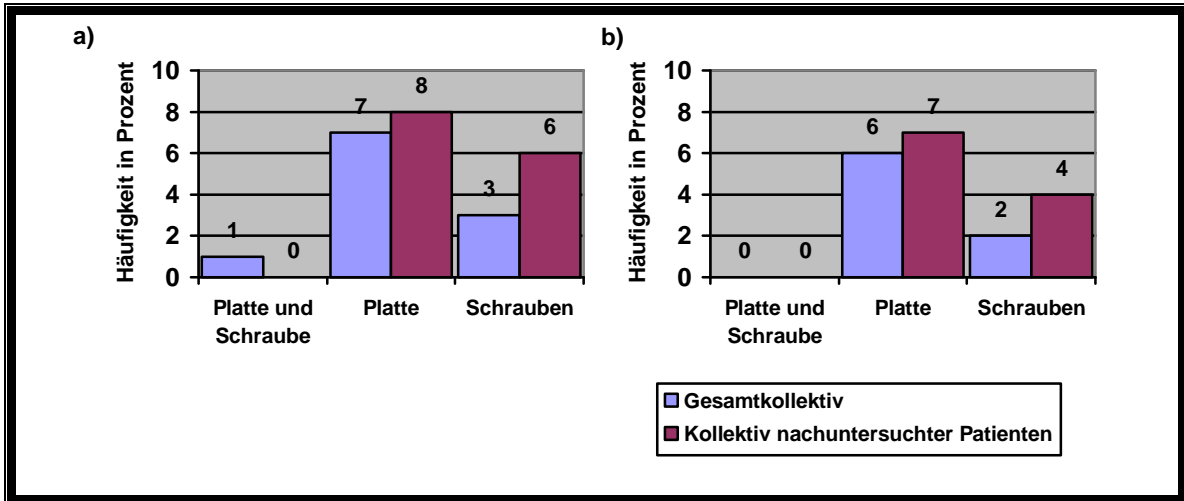 a)
Häufigkeit in Prozent
10
8
6
4
2
0
1
0
7
8
3
6
Platte und
Schraube
Platte
Schrauben
b)
Häufigkeit in Prozent
10
8
6
4
2
0
0
0
6
7
2
4
Platte und
Schraube
Platte
Schrauben
Gesamtkollektiv
Kollektiv nachuntersuchter Patienten